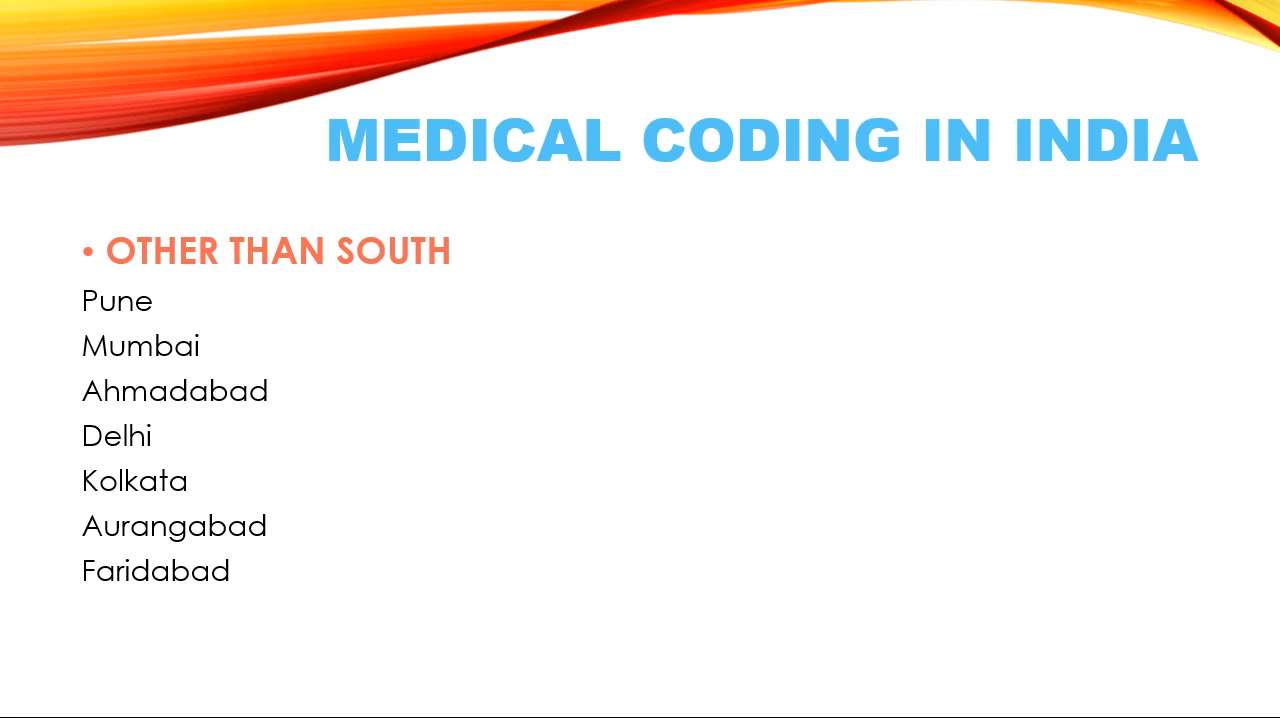 MEDICAL CODING IN INDIA
• OTHER THAN SOUTH
Pune
Mumbai
Ahmadabad
Delhi
Kolkata
Aurangabad
Faridabad